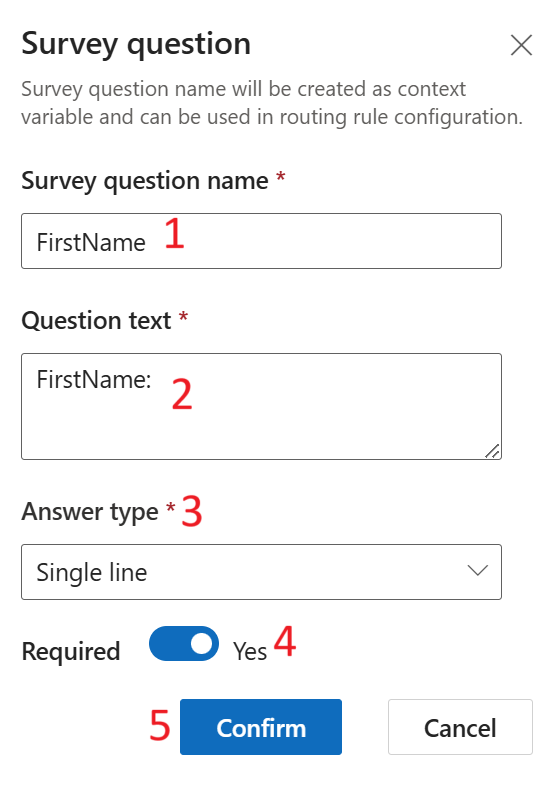 Survey question
Survey question name will be created as context
variable and can be used in routing rule configuration.
Survey question name *
FirstName 1
Question text *
FirstName: 2
Answer type * 3
Single line
Required Yes 4
5 Confirm Cancel